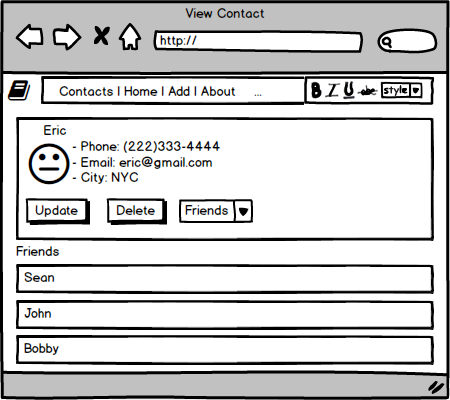 View Contact
http://
Contacts | Home | Add | About ...
B I U abc style
Eric
- Phone: (222)333-4444
- Email: eric@gmail.com
- City: NYC
Update Delete Friends
Friends
Sean
John
Bobby